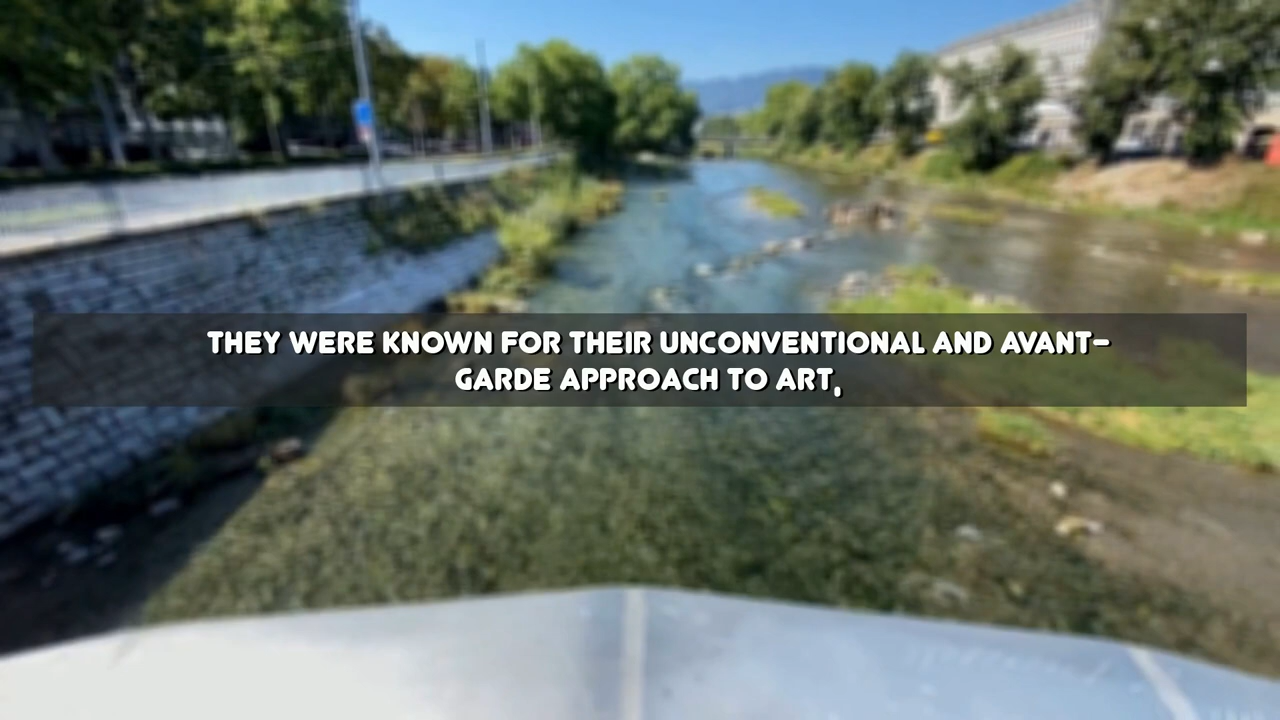 THEY WERE KNOWN FOR THEIR UNCONVENTIONAL AND AVANT-
GARDE APPROACH TO ART,